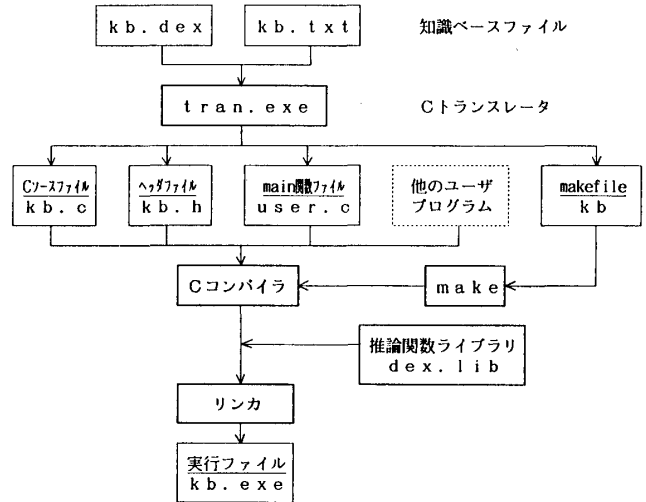 kb.dex
kb.txt
知識ベースファイル
tran.exe
Cトランスレータ
Cソースファイル
kb.c
ヘッダファイル
kb.h
main関数ファイル
user.c
他のユーザ
プログラム
makefile
kb
Cコンパイラ
make
推論関数ライブラリ
dex.lib
リンカ
実行ファイル
kb.exe